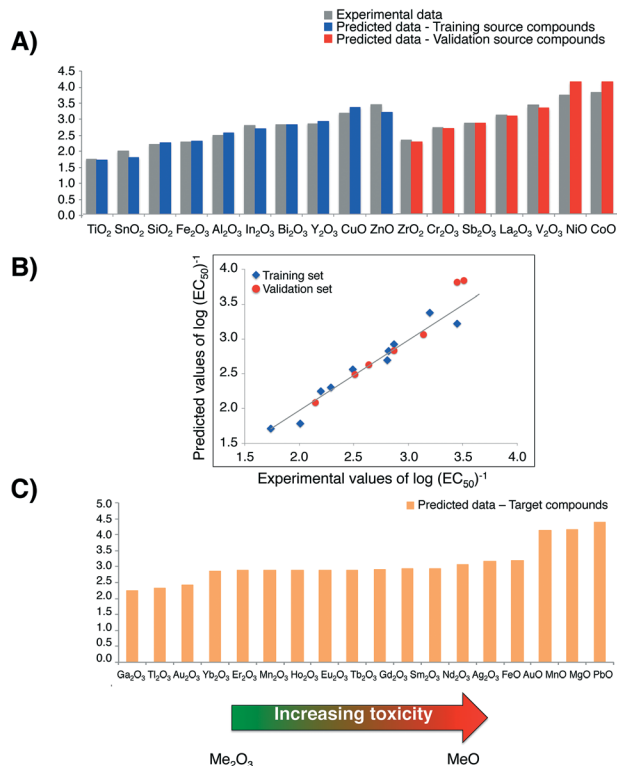 Experimental data
Predicted data - Training source compounds
Predicted data - Validation source compounds
A)
4.5
4.0
3.5
3.0
2.5
2.0
1.5
1.0
0.5
0.0
TiO₂ SnO₂ SiO₂ Fe₂O₃ Al₂O₃ In₂O₃ Bi₂O₃ Y₂O₃ CuO ZnO ZrO₂ Cr₂O₃ Sb₂O₃ La₂O₃ V₂O₃ NiO CoO
B)
4.0
3.5
3.0
2.5
2.0
1.5
Predicted values of log (EC₅₀)⁻¹
Training set
Validation set
1.5 2.0 2.5 3.0 3.5 4.0
Experimental values of log (EC₅₀)⁻¹
C)
Predicted data – Target compounds
5.0
4.5
4.0
3.5
3.0
2.5
2.0
1.5
1.0
0.5
0.0
Ga₂O₃ Tl₂O₃ Au₂O₃ Yb₂O₃ Er₂O₃ Mn₂O₃ Ho₂O₃ Eu₂O₃ Tb₂O₃ Gd₂O₃ Sm₂O₃ Nd₂O₃ Ag₂O₃ FeO AuO MnO MgO PbO
Increasing toxicity
Me₂O₃ MeO